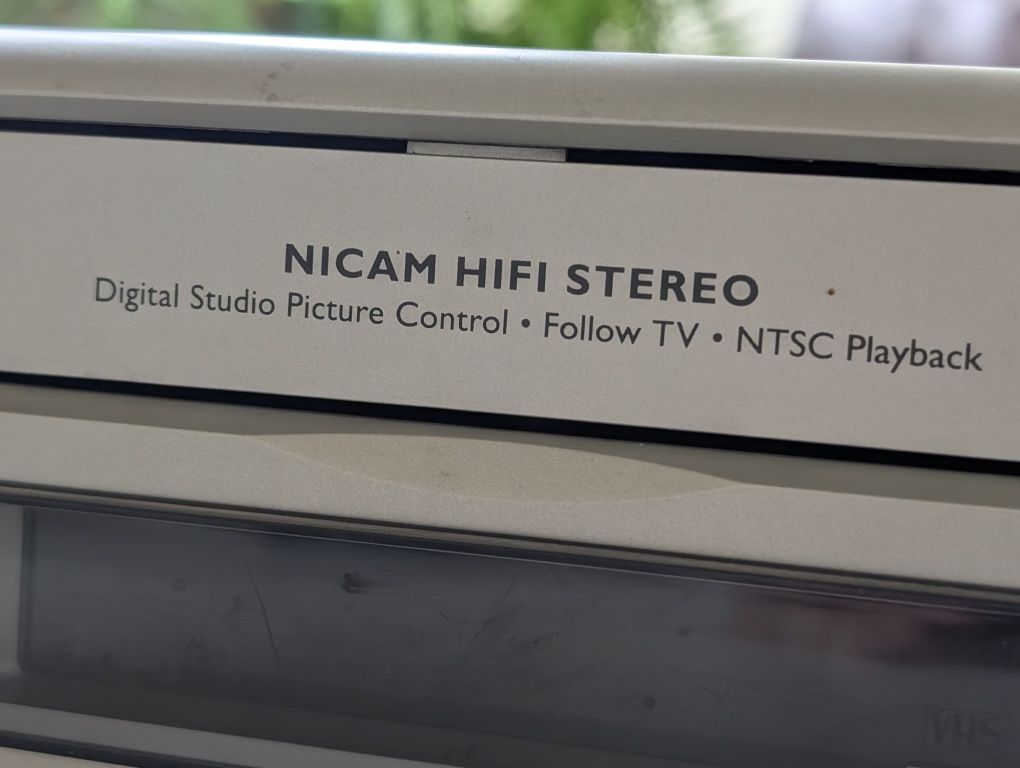 NICAM HIFI STEREO
Digital Studio Picture Control • Follow TV • NTSC Playback
VHS